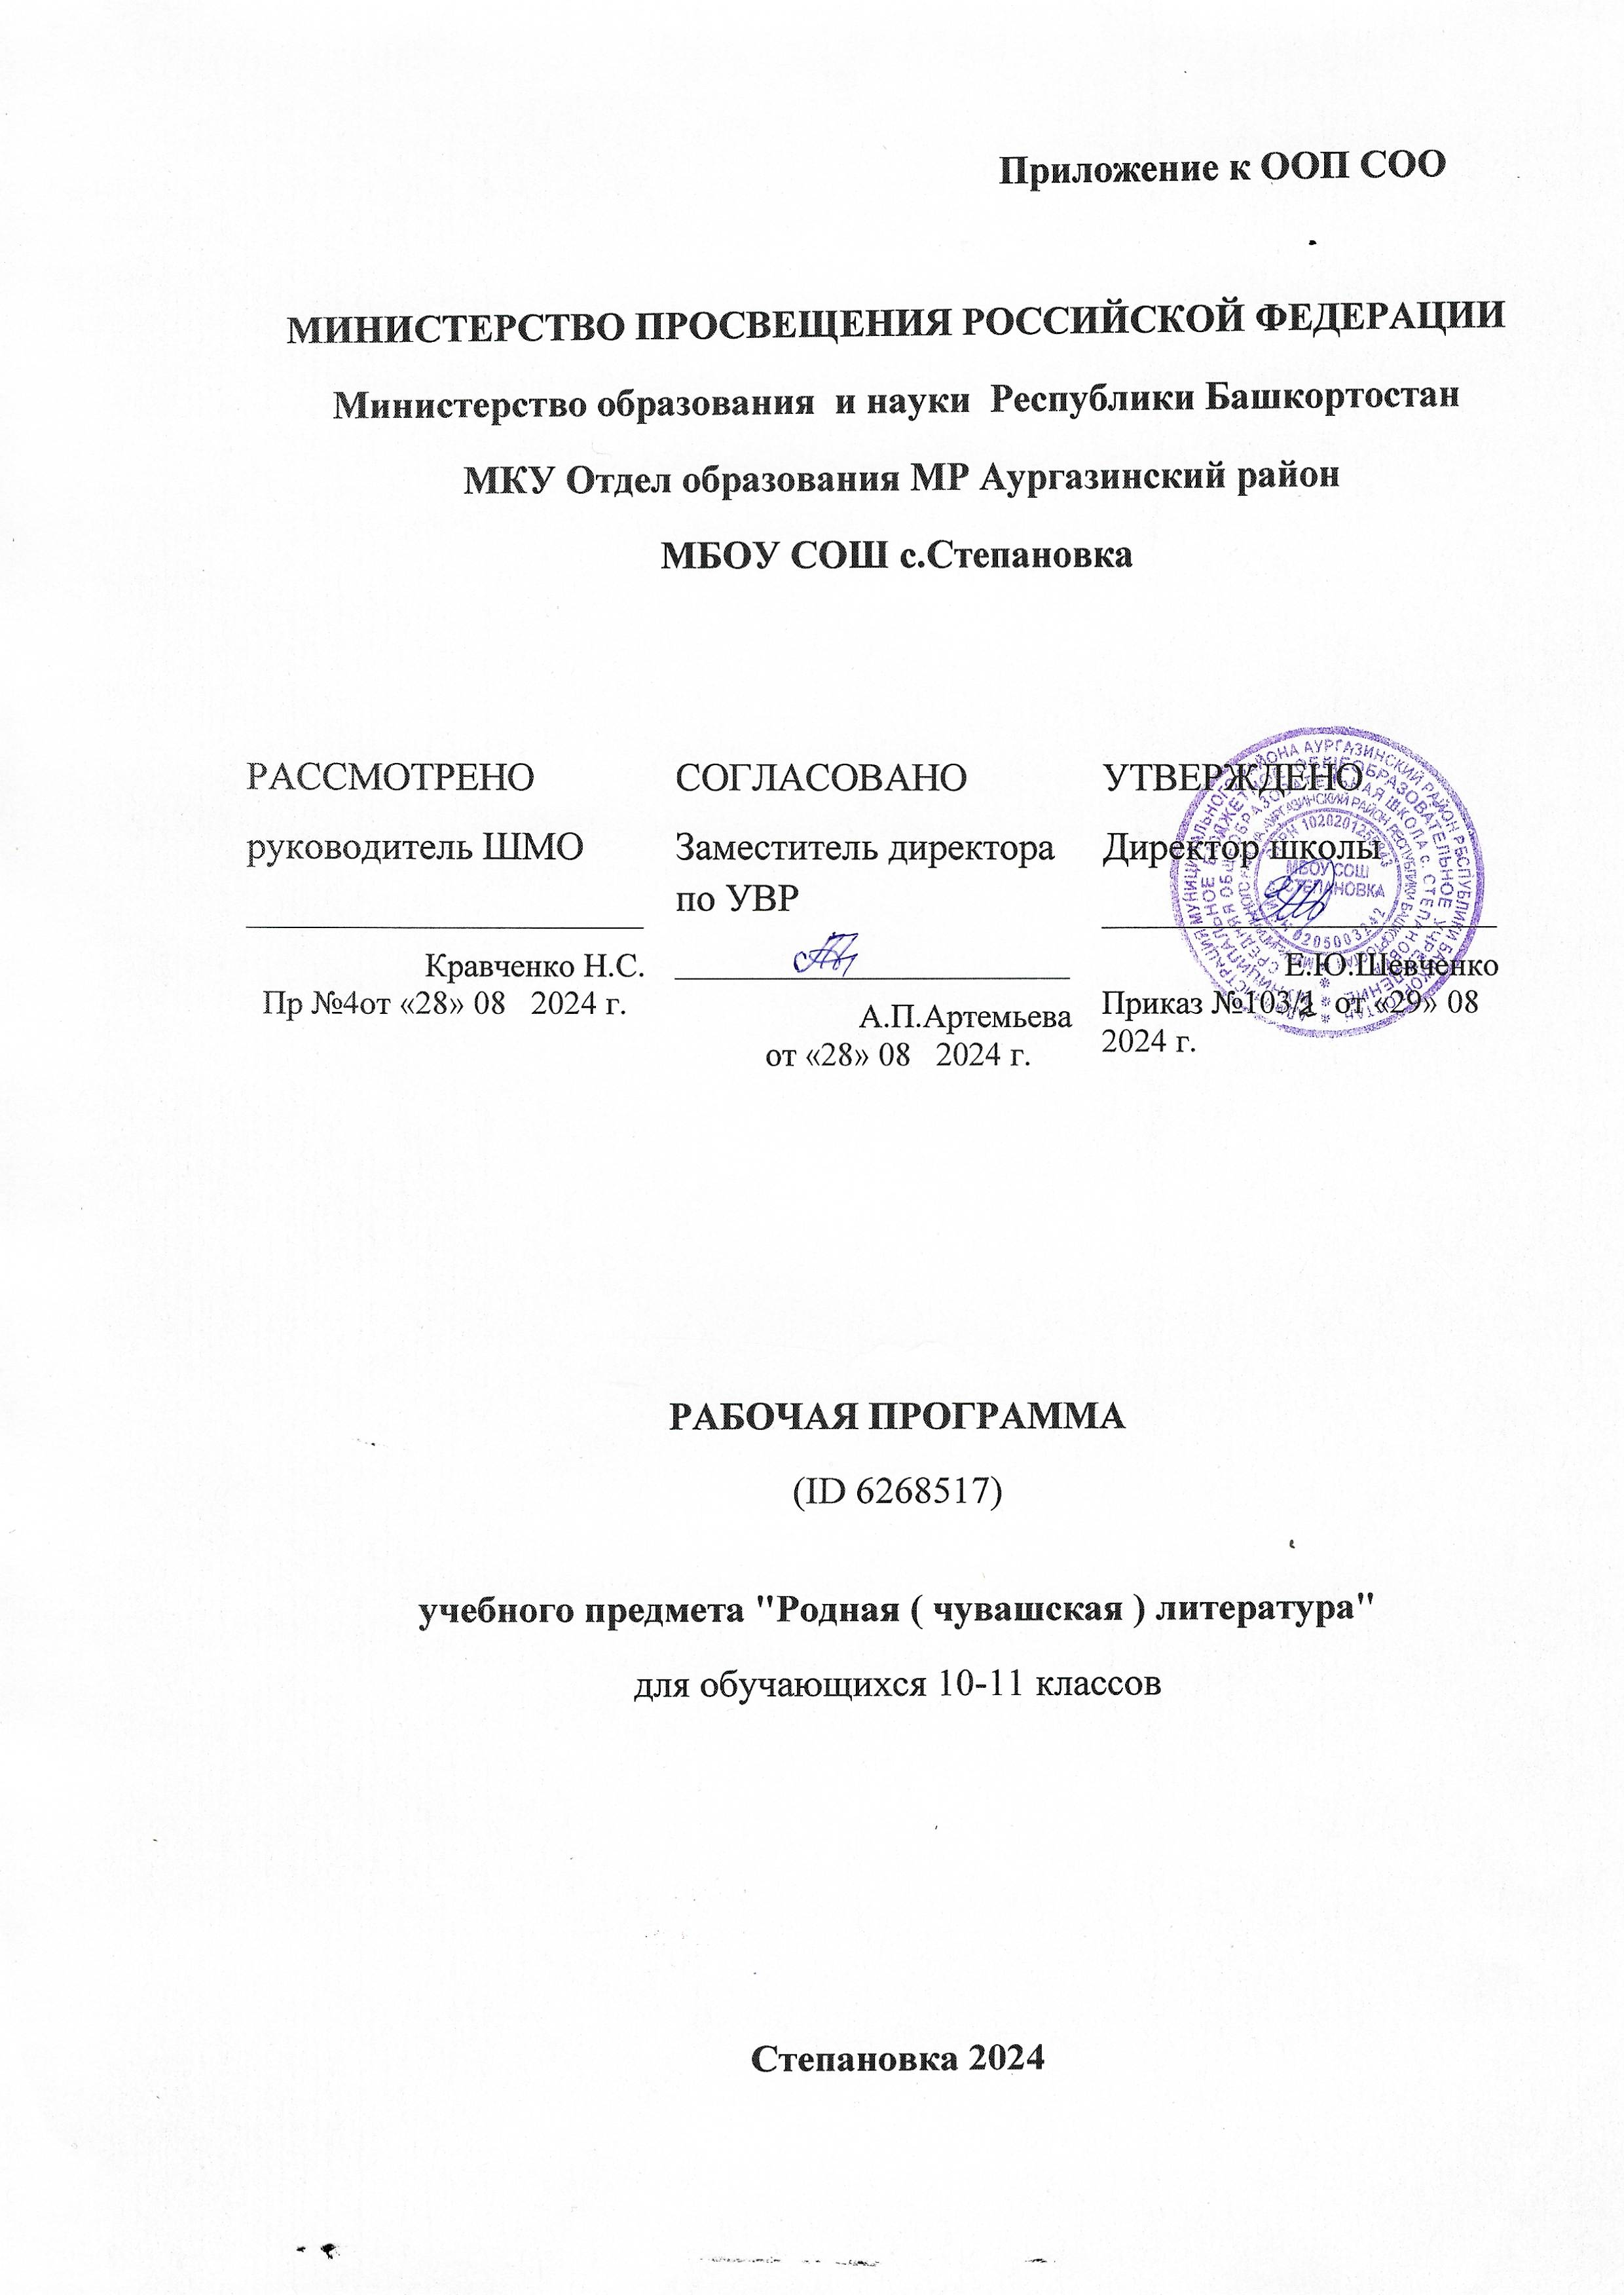 Приложение к ООП СОО
МИНИСТЕРСТВО ПРОСВЕЩЕНИЯ РОССИЙСКОЙ ФЕДЕРАЦИИ
Министерство образования и науки Республики Башкортостан
МКУ Отдел образования МР Аургазинский район
МБОУ СОШ с.Степановка
РАССМОТРЕНО
руководитель ШМО
Кравченко Н.С.
Пр №4от «28» 08 2024 г.
СОГЛАСОВАНО
Заместитель директора
по УВР
А.П.Артемьева
от «28» 08 2024 г.
УТВЕРЖДЕНО
Директор школы
Е.Ю.Шевченко
Приказ №103/ от «29» 08
2024 г.
МБОУ СОШ
СТЕПАНОВКА
РАБОЧАЯ ПРОГРАММА
(ID 6268517)
учебного предмета "Родная ( чувашская ) литература"
для обучающихся 10-11 классов
Степановка 2024